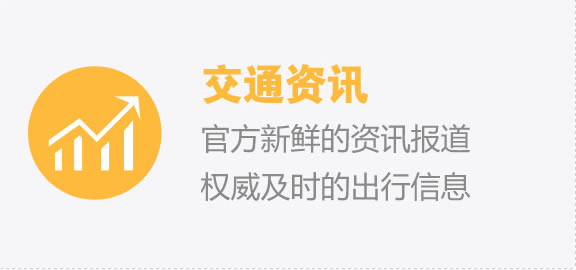 交通资讯
官方新鲜的资讯报道
权威及时的出行信息